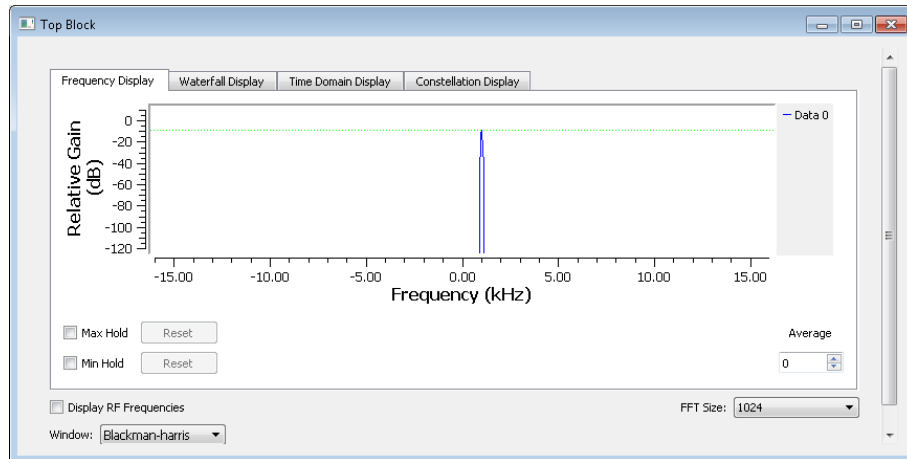 Top Block
Frequency Display Waterfall Display Time Domain Display Constellation Display
Relative Gain
(dB)
0
-20
-40
-60
-80
-100
-120
Data 0
-15.00 -10.00 -5.00 0.00 5.00 10.00 15.00
Frequency (kHz)
Max Hold Reset Average
Min Hold Reset 0
Display RF Frequencies FFT Size: 1024
Window: Blackman-harris